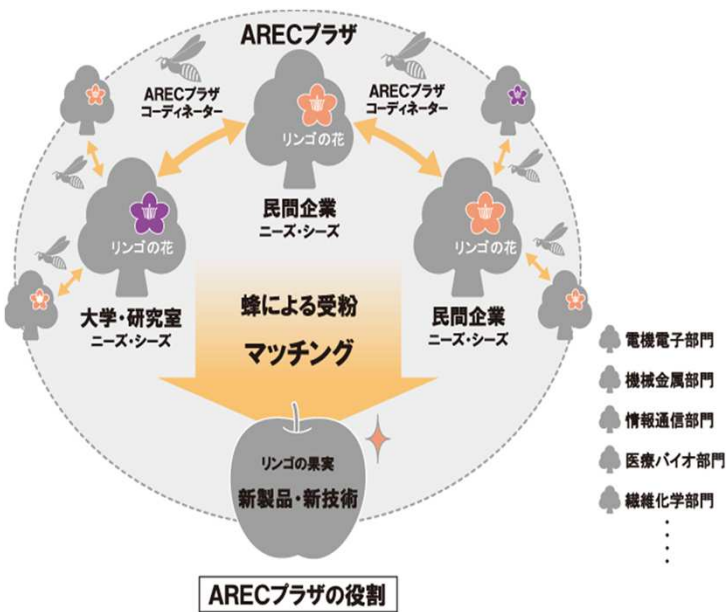 ARECプラザ
ARECプラザ
コーディネーター
ARECプラザ
コーディネーター
リンゴの花
民間企業
ニーズ・シーズ
リンゴの花
大学・研究室
ニーズ・シーズ
リンゴの花
民間企業
ニーズ・シーズ
蜂による受粉
マッチング
リンゴの果実
新製品・新技術
電機電子部門
機械金属部門
情報通信部門
医療バイオ部門
繊維化学部門
ARECプラザの役割